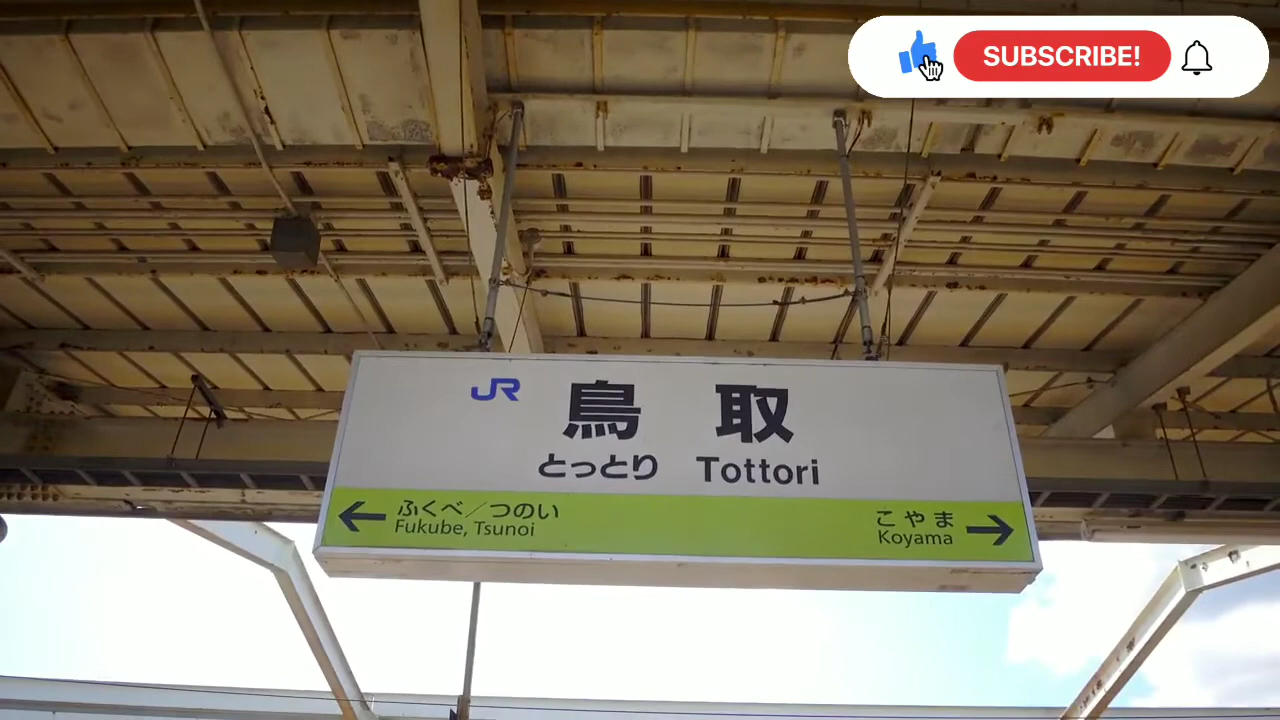 SUBSCRIBE!
JR 鳥取
とっとり Tottori
ふくべ／つのい
Fukube, Tsunoi
こやま
Koyama